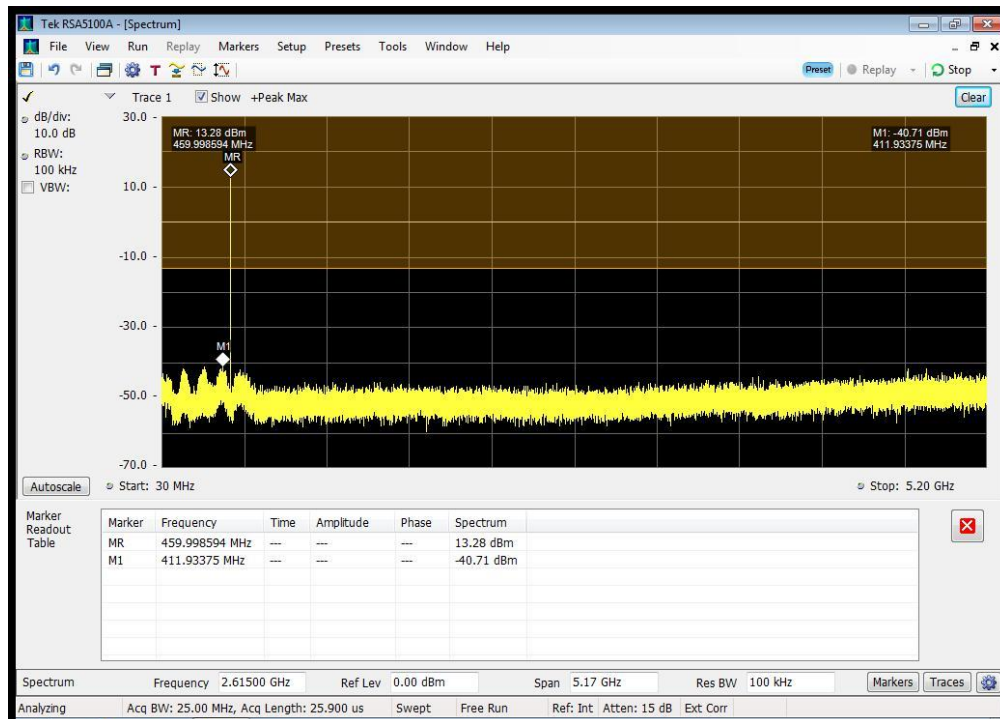 Tek RSA5100A - [Spectrum]
File View Run Replay Markers Setup Presets Tools Window Help
T Preset Replay Stop
Trace 1 Show +Peak Max Clear
dB/div:
10.0 dB
RBW:
100 kHz
VBW:
30.0
10.0
-10.0
-30.0
-50.0
-70.0
MR: 13.28 dBm
459.998594 MHz
MR
M1: -40.71 dBm
411.93375 MHz
M1
Autoscale Start: 30 MHz Stop: 5.20 GHz
Marker
Readout
Table
Marker Frequency Time Amplitude Phase Spectrum
MR 459.998594 MHz --- --- --- 13.28 dBm
M1 411.93375 MHz --- --- --- -40.71 dBm
Spectrum Frequency 2.61500 GHz Ref Lev 0.00 dBm Span 5.17 GHz Res BW 100 kHz Markers Traces
Analyzing Acq BW: 25.00 MHz, Acq Length: 25.900 us Swept Free Run Ref: Int Atten: 15 dB Ext Corr